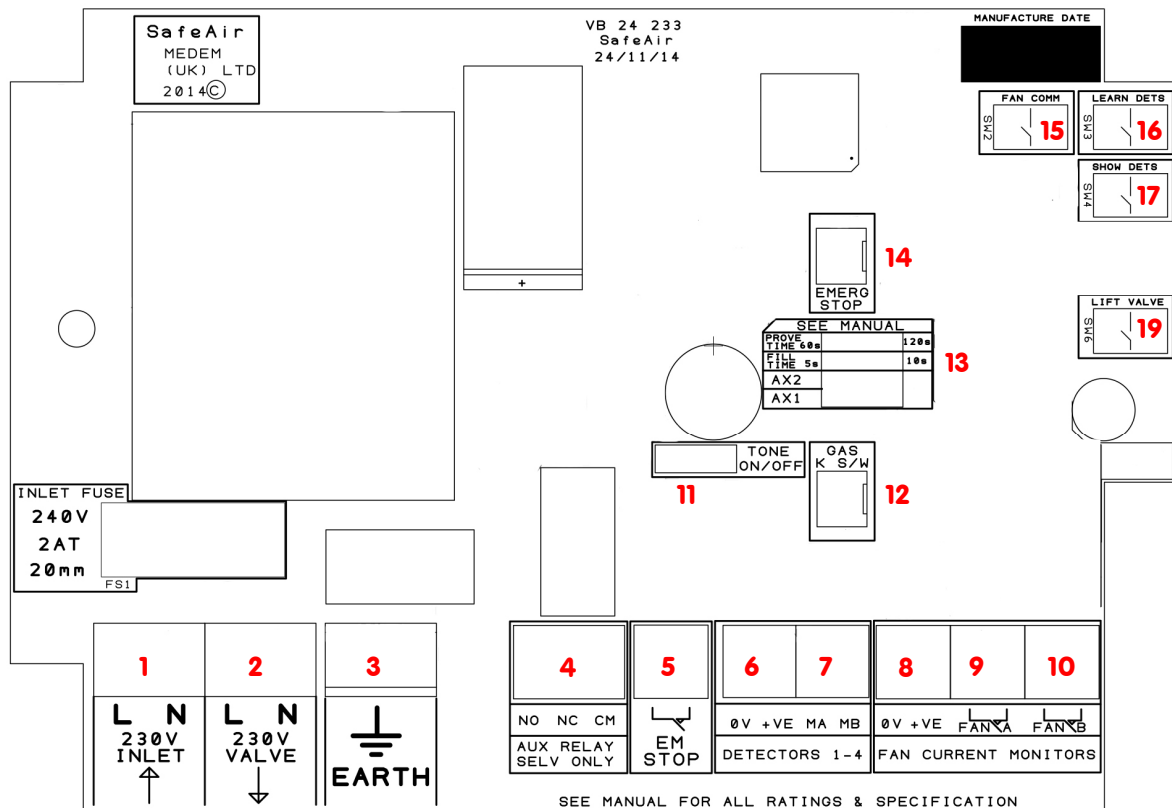 SafeAir
MEDEM
(UK) LTD
2014©
VB 24 233
SafeAir
24/11/14
MANUFACTURE DATE
FAN COMM
SW2
15
LEARN DETS
SW3
16
SHOW DETS
SW4
17
14
EMERG
STOP
LIFT VALVE
SW6
19
SEE MANUAL
PROVE
TIME 60s 120s
FILL
TIME 5s 10s
AX2
AX1
13
TONE
ON/OFF
11
GAS
K S/W
12
INLET FUSE
240V
2AT
20mm
FS1
+
1
2
3
4
5
6
7
8
9
10
L N
230V
INLET
L N
230V
VALVE
EARTH
NO NC CM
AUX RELAY
SELV ONLY
EM
STOP
0V +VE MA MB
DETECTORS 1-4
0V +VE FAN A FAN B
FAN CURRENT MONITORS
SEE MANUAL FOR ALL RATINGS & SPECIFICATION